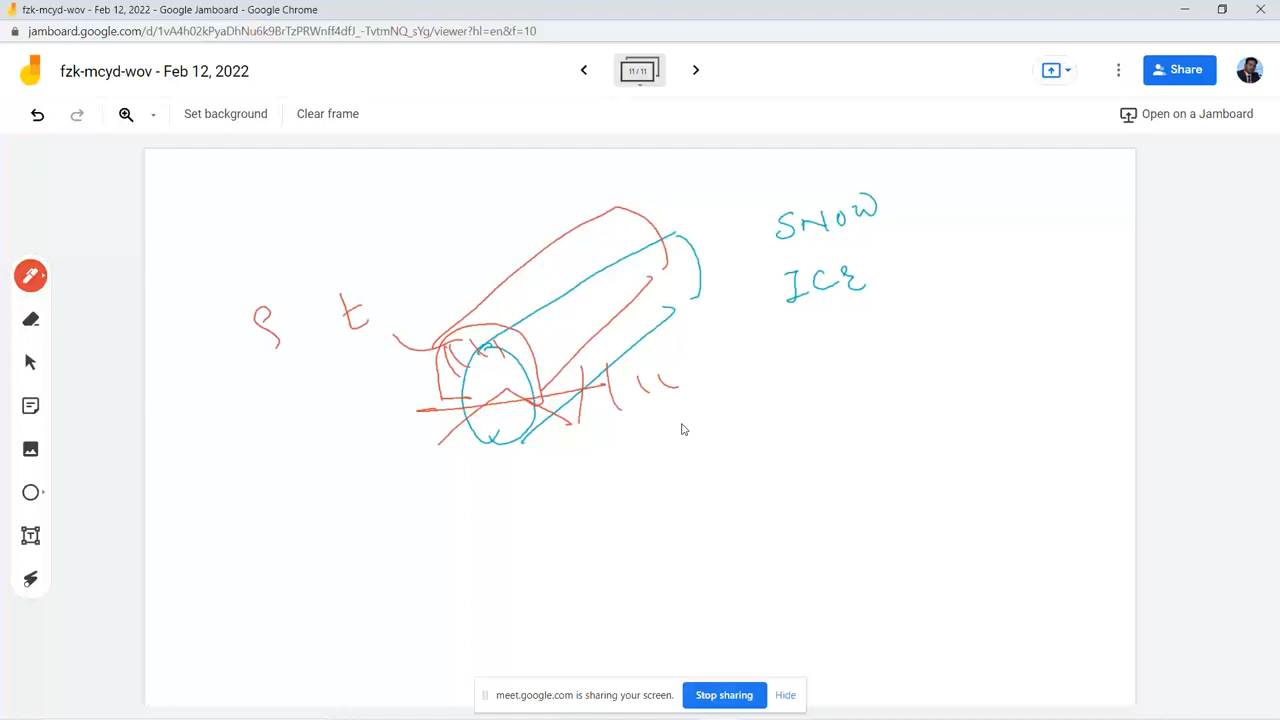 fzk-mcyd-wov - Feb 12, 2022 - Google Jamboard - Google Chrome
jamboard.google.com/d/1vA4h02kPyaDhNu6k9BrTzPRWnff4dfJ_-TvtmNQ_sYg/viewer?hl=en&f=10
fzk-mcyd-wov - Feb 12, 2022
11 / 11
Share
Set background
Clear frame
Open on a Jamboard
SNOW
ICE
ρ t
meet.google.com is sharing your screen.
Stop sharing
Hide